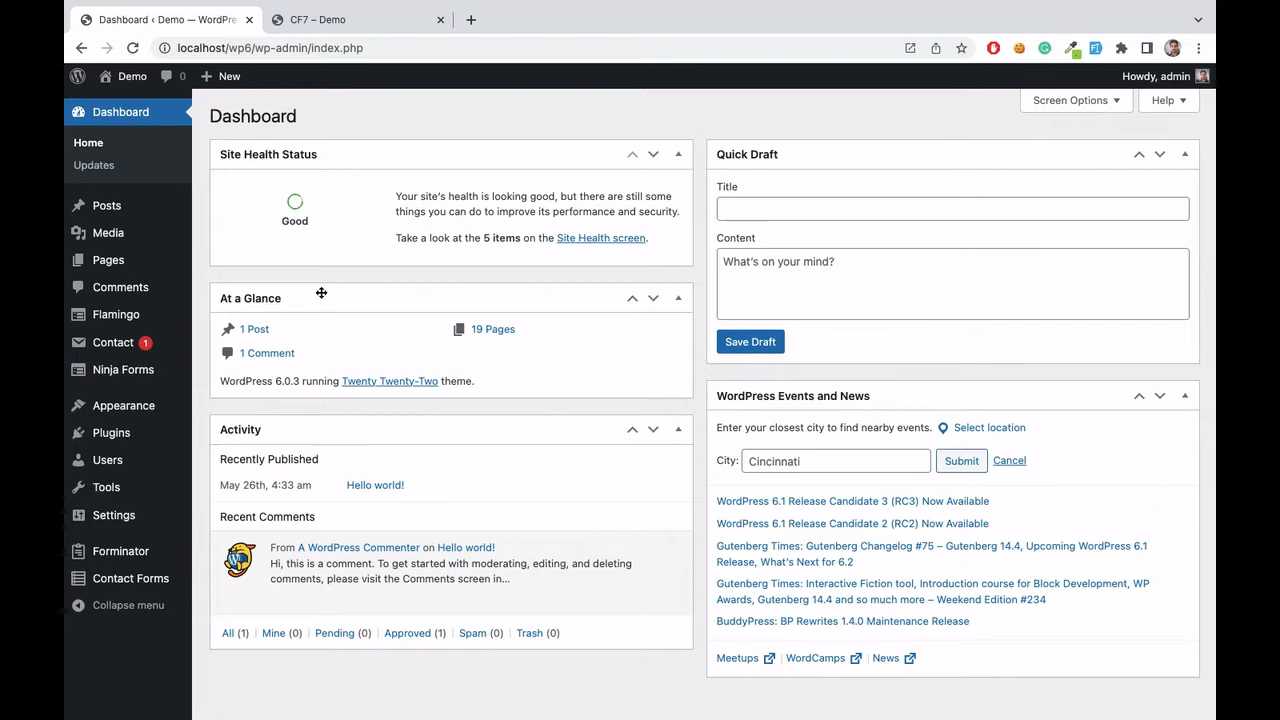 Dashboard ‹ Demo — WordPre
CF7 – Demo
localhost/wp6/wp-admin/index.php
Demo
0
New
Howdy, admin
Dashboard
Home
Updates
Posts
Media
Pages
Comments
Flamingo
Contact 1
Ninja Forms
Appearance
Plugins
Users
Tools
Settings
Forminator
Contact Forms
Collapse menu
Screen Options
Help
Dashboard
Site Health Status
Good
Your site's health is looking good, but there are still some
things you can do to improve its performance and security.
Take a look at the 5 items on the Site Health screen.
At a Glance
1 Post
19 Pages
1 Comment
WordPress 6.0.3 running Twenty Twenty-Two theme.
Activity
Recently Published
May 26th, 4:33 am Hello world!
Recent Comments
From A WordPress Commenter on Hello world!
Hi, this is a comment. To get started with moderating, editing, and deleting
comments, please visit the Comments screen in...
All (1) | Mine (0) | Pending (0) | Approved (1) | Spam (0) | Trash (0)
Quick Draft
Title
Content
What's on your mind?
Save Draft
WordPress Events and News
Enter your closest city to find nearby events. Select location
City: Cincinnati Submit Cancel
WordPress 6.1 Release Candidate 3 (RC3) Now Available
WordPress 6.1 Release Candidate 2 (RC2) Now Available
Gutenberg Times: Gutenberg Changelog #75 – Gutenberg 14.4, Upcoming WordPress 6.1
Release, What's Next for 6.2
Gutenberg Times: Interactive Fiction tool, Introduction course for Block Development, WP
Awards, Gutenberg 14.4 and so much more – Weekend Edition #234
BuddyPress: BP Rewrites 1.4.0 Maintenance Release
Meetups | WordCamps | News